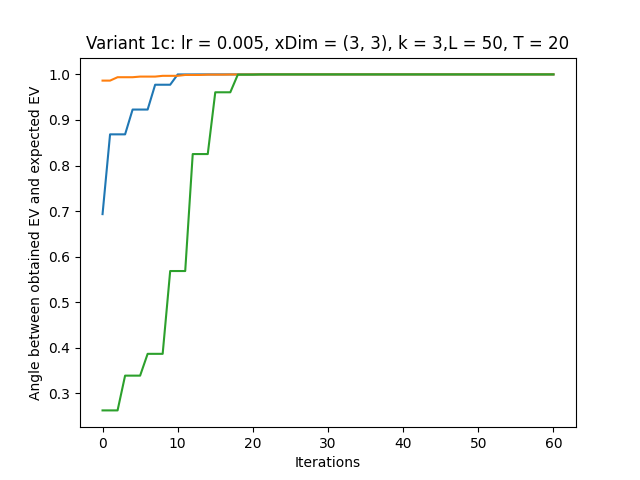 Variant 1c: lr = 0.005, xDim = (3, 3), k = 3,L = 50, T = 20
Angle between obtained EV and expected EV
1.0
0.9
0.8
0.7
0.6
0.5
0.4
0.3
0 10 20 30 40 50 60
Iterations